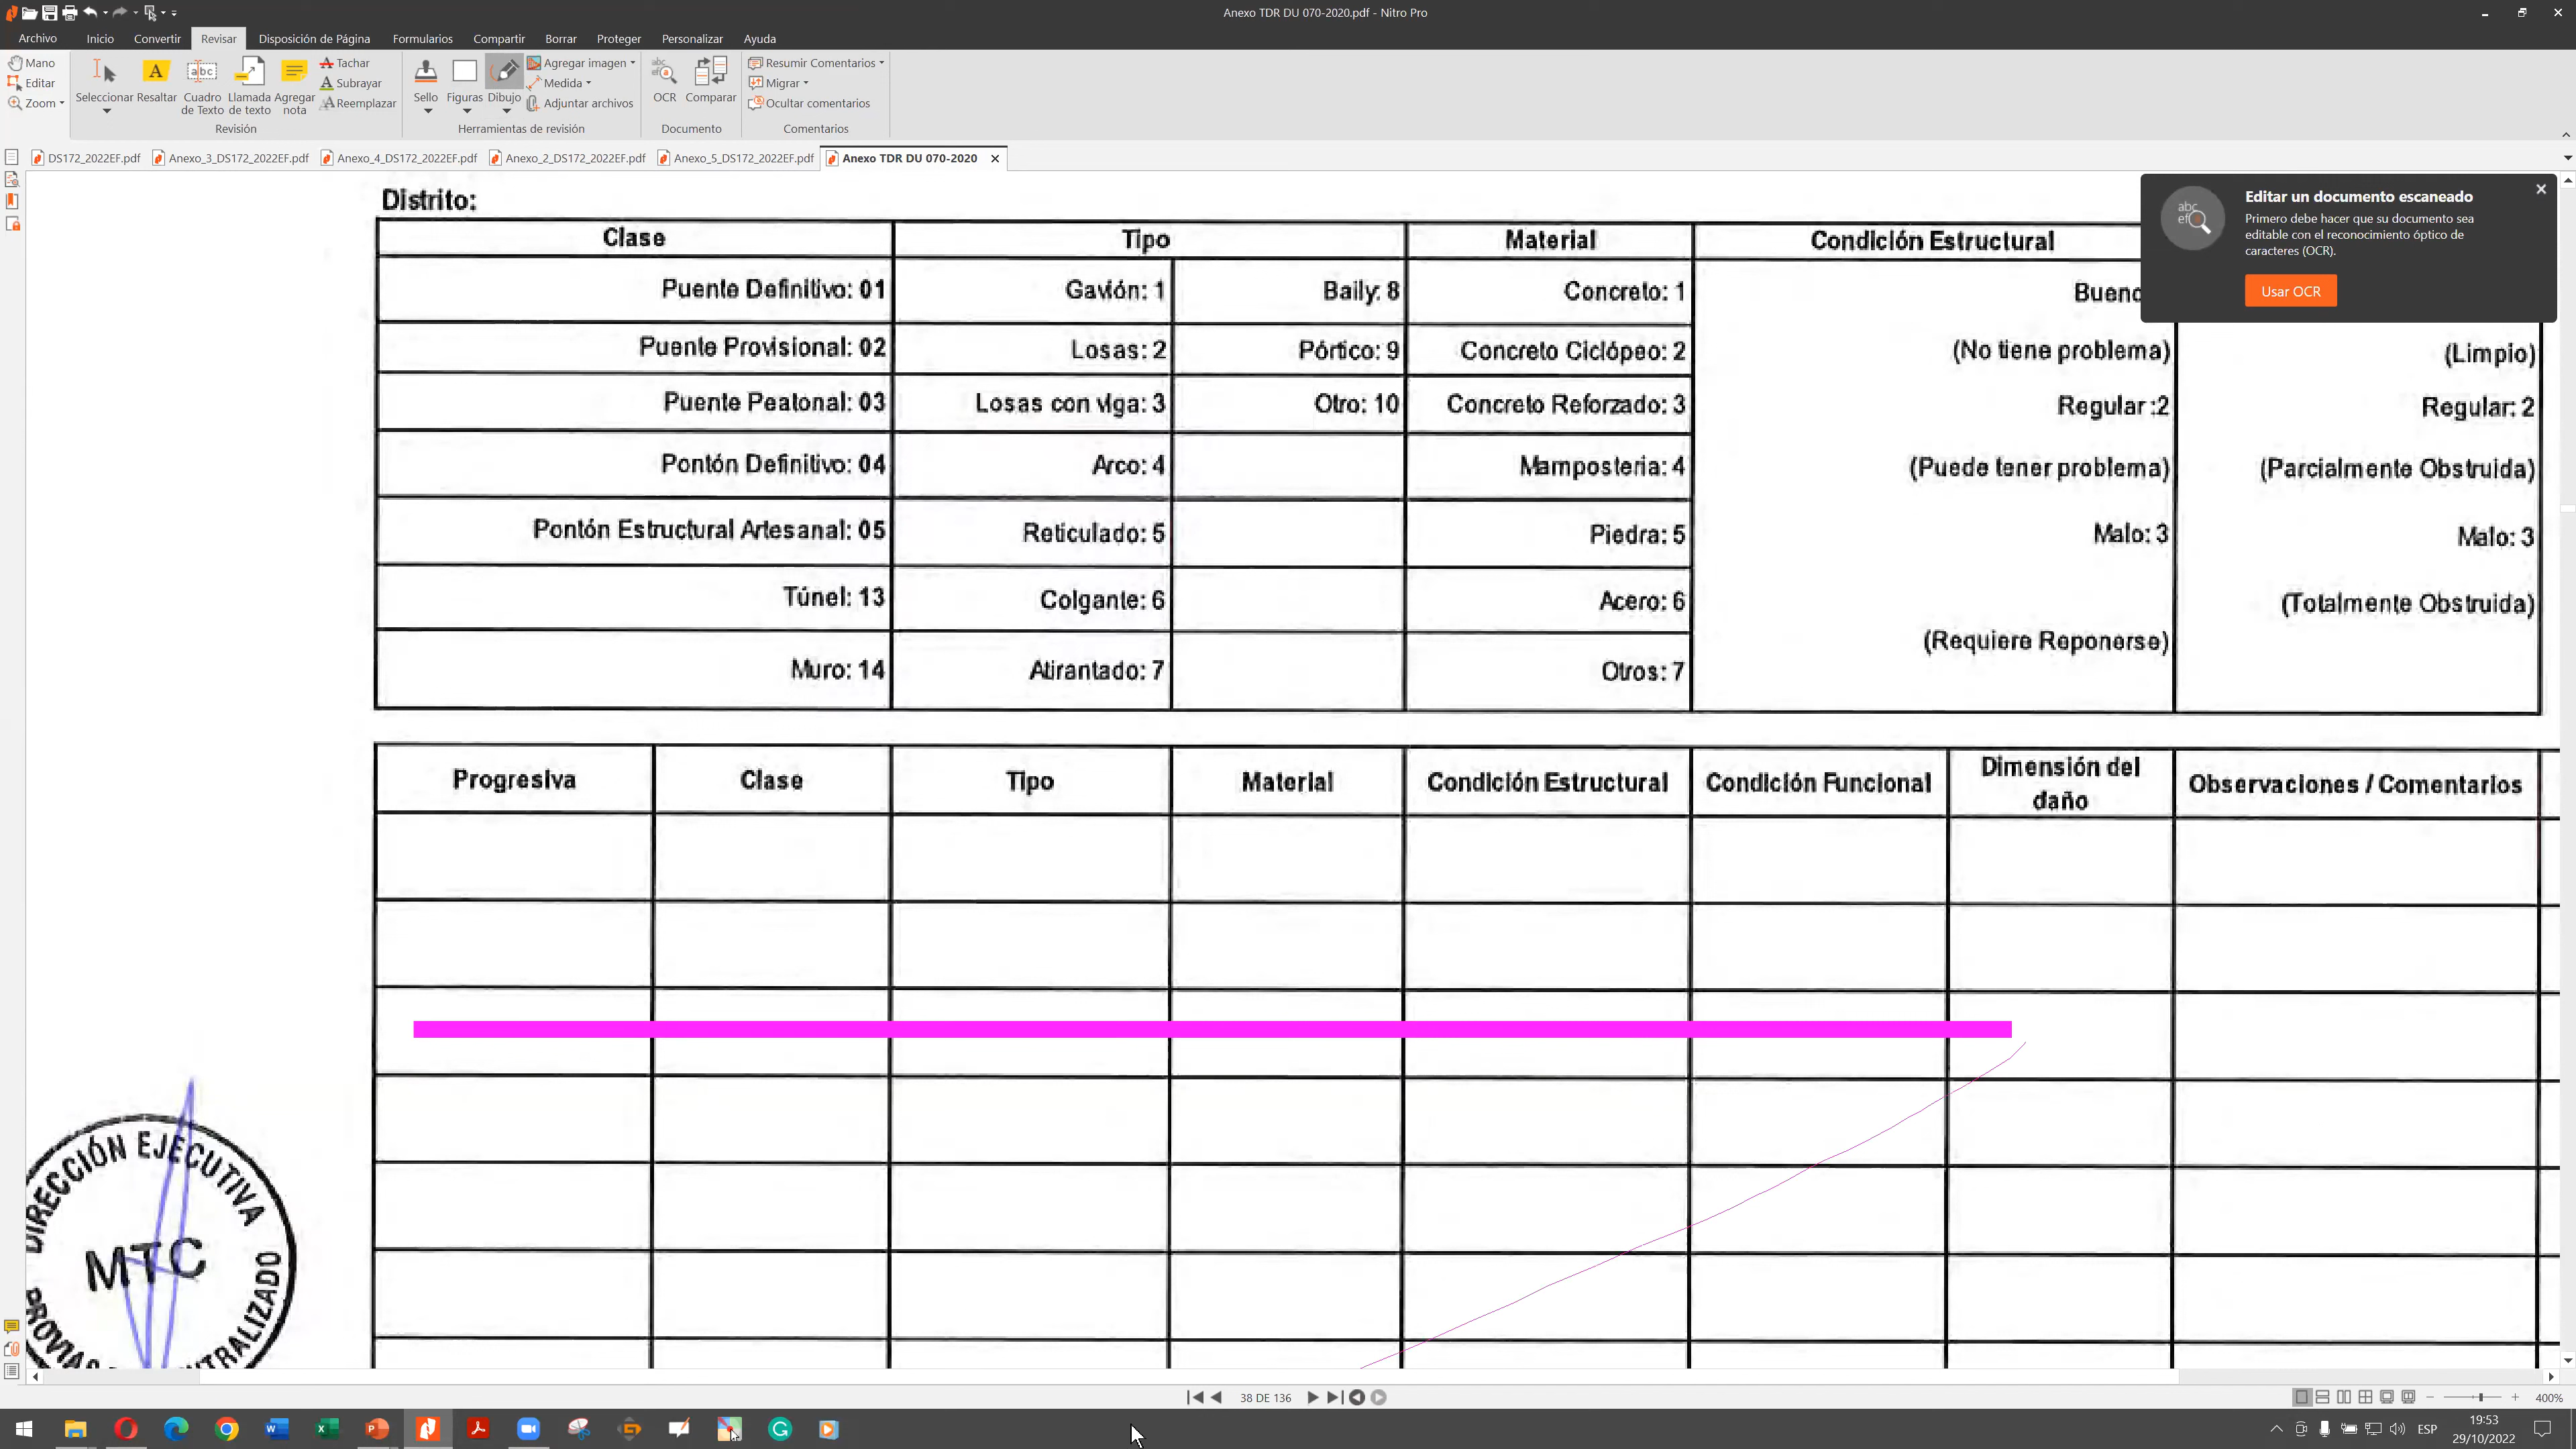 Anexo TDR DU 070-2020.pdf - Nitro Pro
Archivo Inicio Convertir Revisar Disposición de Página Formularios Compartir Borrar Proteger Personalizar Ayuda
Mano
Editar
Zoom
Seleccionar
Resaltar
Cuadro de Texto
Llamada de texto
Agregar nota
Tachar
Subrayar
Reemplazar
Revisión
Sello
Figuras
Dibujo
Agregar imagen
Medida
Adjuntar archivos
Herramientas de revisión
OCR
Comparar
Documento
Resumir Comentarios
Migrar
Ocultar comentarios
Comentarios
DS172_2022EF.pdf Anexo_3_DS172_2022EF.pdf Anexo_4_DS172_2022EF.pdf Anexo_2_DS172_2022EF.pdf Anexo_5_DS172_2022EF.pdf Anexo TDR DU 070-2020
Editar un documento escaneado
Primero debe hacer que su documento sea
editable con el reconocimiento óptico de
caracteres (OCR).
Usar OCR
Distrito:
Clase Tipo Material Condición Estructural
Puente Definitivo: 01 Gavión: 1 Baily: 8 Concreto: 1
Puente Provisional: 02 Losas: 2 Pórtico: 9 Concreto Ciclópeo: 2 (No tiene problema) (Limpio)
Puente Peatonal: 03 Losas con viga: 3 Otro: 10 Concreto Reforzado: 3 Regular :2 Regular: 2
Pontón Definitivo: 04 Arco: 4 Mamposteria: 4 (Puede tener problema) (Parcialmente Obstruida)
Pontón Estructural Artesanal: 05 Reticulado: 5 Piedra: 5 Malo: 3 Malo: 3
Túnel: 13 Colgante: 6 Acero: 6 (Totalmente Obstruida)
(Requiere Reponerse)
Muro: 14 Atirantado: 7 Otros: 7
Progresiva Clase Tipo Material Condición Estructural Condición Funcional Dimensión del daño Observaciones / Comentarios
DIRECCIÓN EJECUTIVA
MTC
38 DE 136
400%
ESP
19:53
29/10/2022